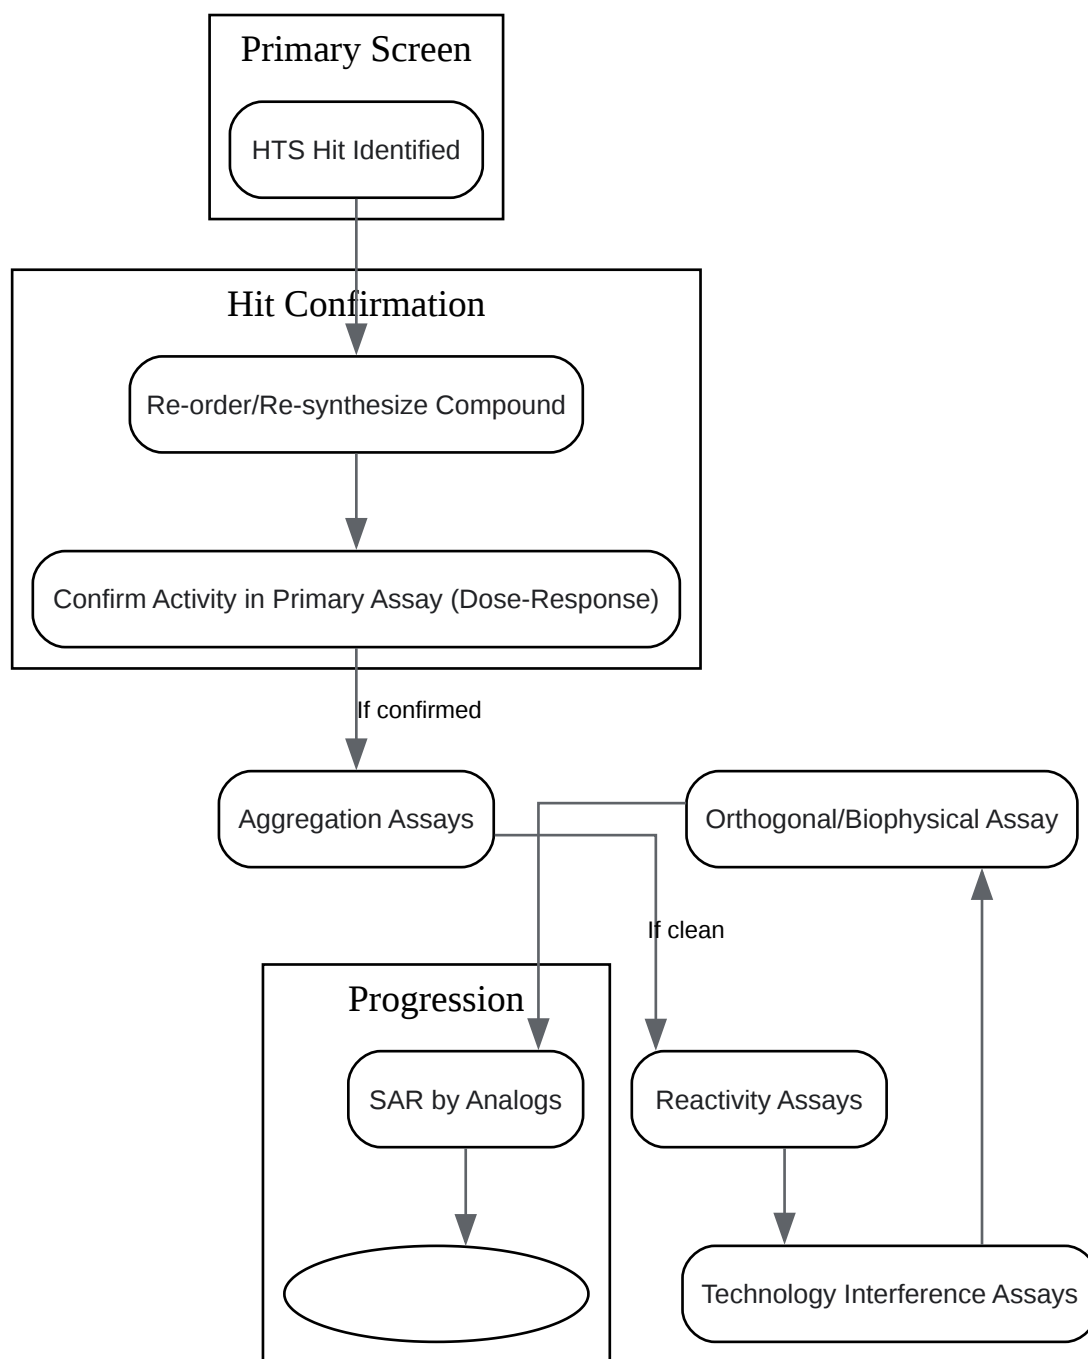 Primary Screen
HTS Hit Identified
Hit Confirmation
Re-order/Re-synthesize Compound
Confirm Activity in Primary Assay (Dose-Response)
If confirmed
Aggregation Assays
Orthogonal/Biophysical Assay
If clean
Progression
SAR by Analogs
Reactivity Assays
Technology Interference Assays